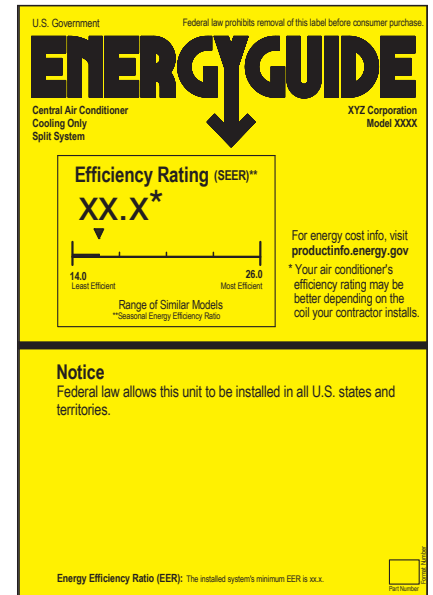 U.S. Government
Federal law prohibits removal of this label before consumer purchase.
ENERGYGUIDE
Central Air Conditioner
Cooling Only
Split System
XYZ Corporation
Model XXXX
Efficiency Rating (SEER)**
XX.X*
14.0
Least Efficient
26.0
Most Efficient
Range of Similar Models
**Seasonal Energy Efficiency Ratio
For energy cost info, visit
productinfo.energy.gov
* Your air conditioner's
efficiency rating may be
better depending on the
coil your contractor installs.
Notice
Federal law allows this unit to be installed in all U.S. states and
territories.
Energy Efficiency Ratio (EER): The installed system's minimum EER is xx.x.
Part Number
Format Number